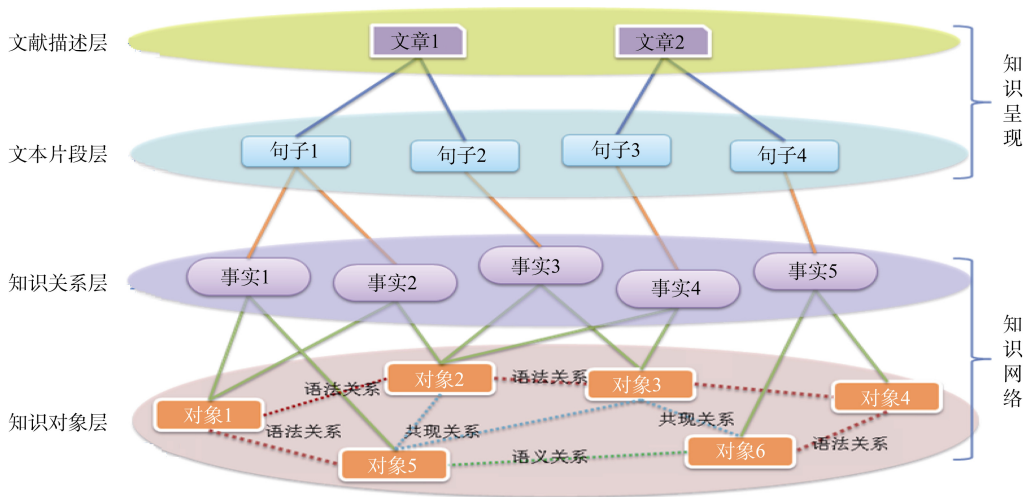 文献描述层
文章1
文章2
知识呈现
文本片段层
句子1
句子2
句子3
句子4
知识关系层
事实1
事实2
事实3
事实4
事实5
知识网络
知识对象层
对象1
语法关系
对象2
语法关系
对象3
对象4
语法关系
共现关系
共现关系
语法关系
对象5
语义关系
对象6